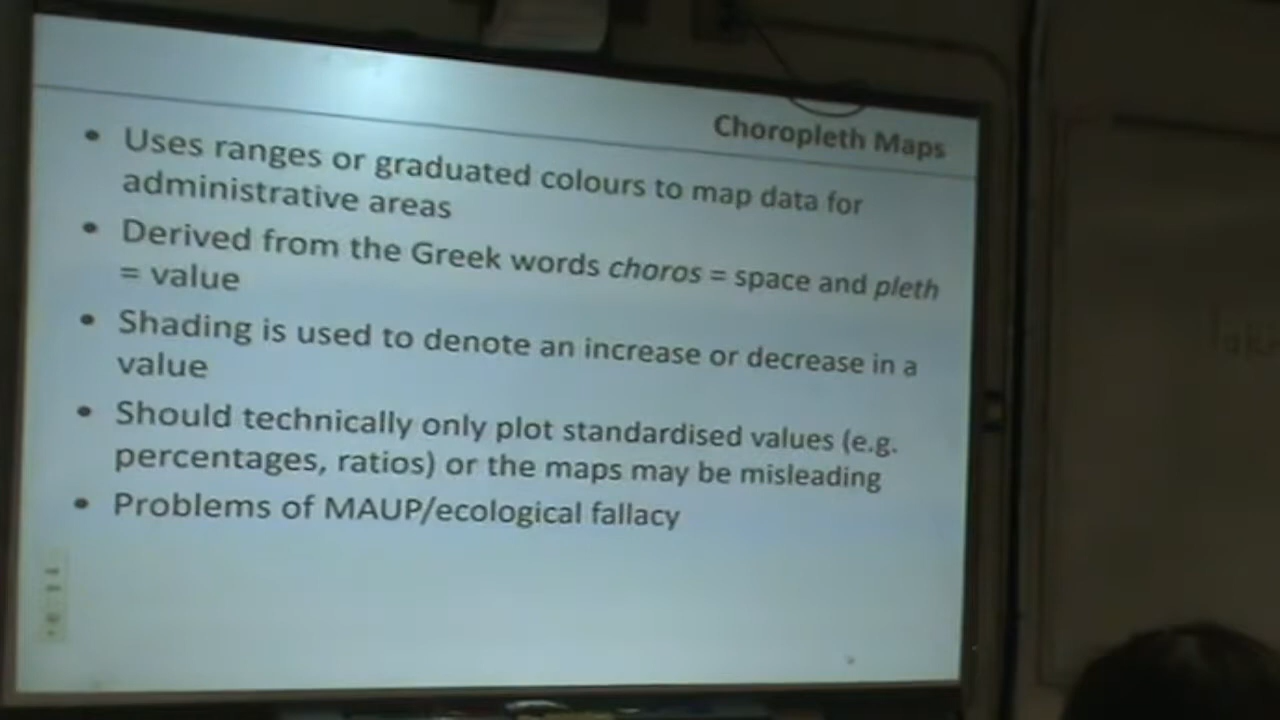 Choropleth Maps
• Uses ranges or graduated colours to map data for
administrative areas
• Derived from the Greek words choros = space and pleth
= value
• Shading is used to denote an increase or decrease in a
value
• Should technically only plot standardised values (e.g.
percentages, ratios) or the maps may be misleading
• Problems of MAUP/ecological fallacy